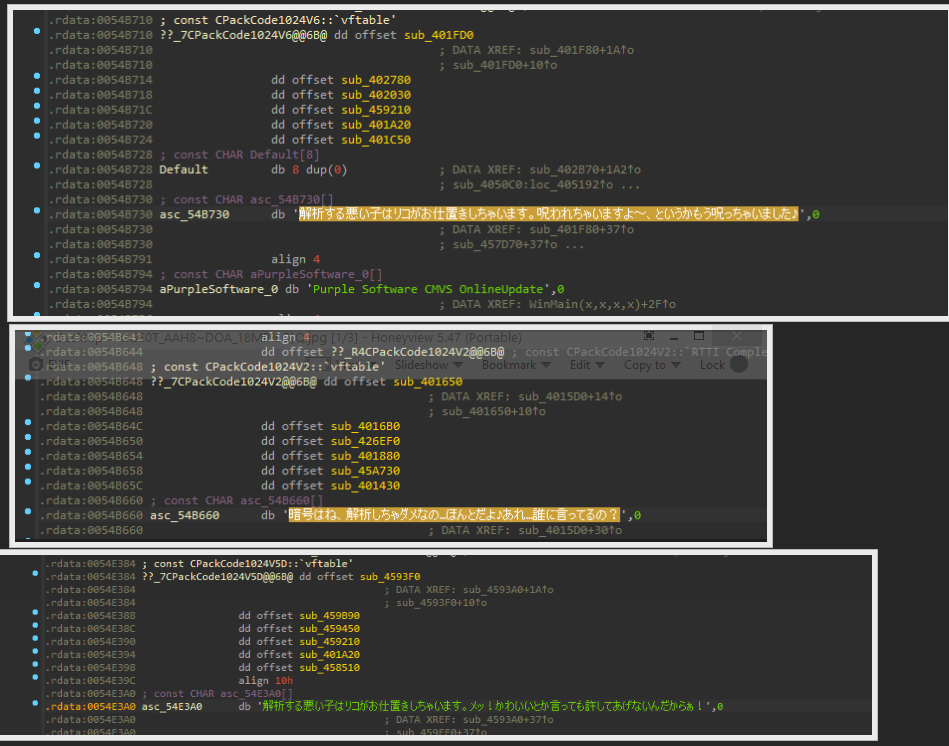 .rdata:0054B710 ; const CPackCode1024V6::`vftable'
.rdata:0054B710 ??_7CPackCode1024V6@@6B@ dd offset sub_401FD0
.rdata:0054B710 ; DATA XREF: sub_401F80+1A↑o
.rdata:0054B710 ; sub_401FD0+10↑o
.rdata:0054B714 dd offset sub_402780
.rdata:0054B718 dd offset sub_402030
.rdata:0054B71C dd offset sub_459210
.rdata:0054B720 dd offset sub_401A20
.rdata:0054B724 dd offset sub_401C50
.rdata:0054B728 ; const CHAR Default[8]
.rdata:0054B728 Default db 8 dup(0) ; DATA XREF: sub_402B70+1A2↑o
.rdata:0054B728 ; sub_4050C0:loc_405192↑o ...
.rdata:0054B730 ; const CHAR asc_54B730[]
.rdata:0054B730 asc_54B730 db '解析する悪い子はリコがお仕置きしちゃいます。呪われちゃいますよ～、というかもう呪っちゃいました♪',0
.rdata:0054B730 ; DATA XREF: sub_401F80+37↑o
.rdata:0054B730 ; sub_457D70+37↑o ...
.rdata:0054B791 align 4
.rdata:0054B794 ; const CHAR aPurpleSoftware_0[]
.rdata:0054B794 aPurpleSoftware_0 db 'Purple Software CMVS OnlineUpdate',0
.rdata:0054B794 ; DATA XREF: WinMain(x,x,x,x)+2F↑o
.rdata:0054B641 align 4
[1/3] - Honeyview 5.47 (Portable)
.rdata:0054B644 dd offset ??_R4CPackCode1024V2@@6B@ ; const CPackCode1024V2::`RTTI Comple
Slideshow Bookmark Edit Copy to Lock
.rdata:0054B648 ; const CPackCode1024V2::`vftable'
.rdata:0054B648 ??_7CPackCode1024V2@@6B@ dd offset sub_401650
.rdata:0054B648 ; DATA XREF: sub_4015D0+14↑o
.rdata:0054B648 ; sub_401650+10↑o
.rdata:0054B64C dd offset sub_4016B0
.rdata:0054B650 dd offset sub_426EF0
.rdata:0054B654 dd offset sub_401880
.rdata:0054B658 dd offset sub_45A730
.rdata:0054B65C dd offset sub_401430
.rdata:0054B660 ; const CHAR asc_54B660[]
.rdata:0054B660 asc_54B660 db '暗号はね、解析しちゃダメなの…ほんとだよ♪あれ…誰に言ってるの？',0
.rdata:0054B660 ; DATA XREF: sub_4015D0+30↑o
.rdata:0054E384 ; const CPackCode1024V5D::`vftable'
.rdata:0054E384 ??_7CPackCode1024V5D@@6B@ dd offset sub_4593F0
.rdata:0054E384 ; DATA XREF: sub_4593A0+1A↑o
.rdata:0054E384 ; sub_4593F0+10↑o
.rdata:0054E388 dd offset sub_459890
.rdata:0054E38C dd offset sub_459450
.rdata:0054E390 dd offset sub_459210
.rdata:0054E394 dd offset sub_401A20
.rdata:0054E398 dd offset sub_458510
.rdata:0054E39C align 10h
.rdata:0054E3A0 ; const CHAR asc_54E3A0[]
.rdata:0054E3A0 asc_54E3A0 db '解析する悪い子はリコがお仕置きしちゃいます。メッ！かわいいとか言っても許してあげないんだからぁ！',0
.rdata:0054E3A0 ; DATA XREF: sub_4593A0+37↑o
.rdata:0054E3A0 ; sub_459EE0+37↑o